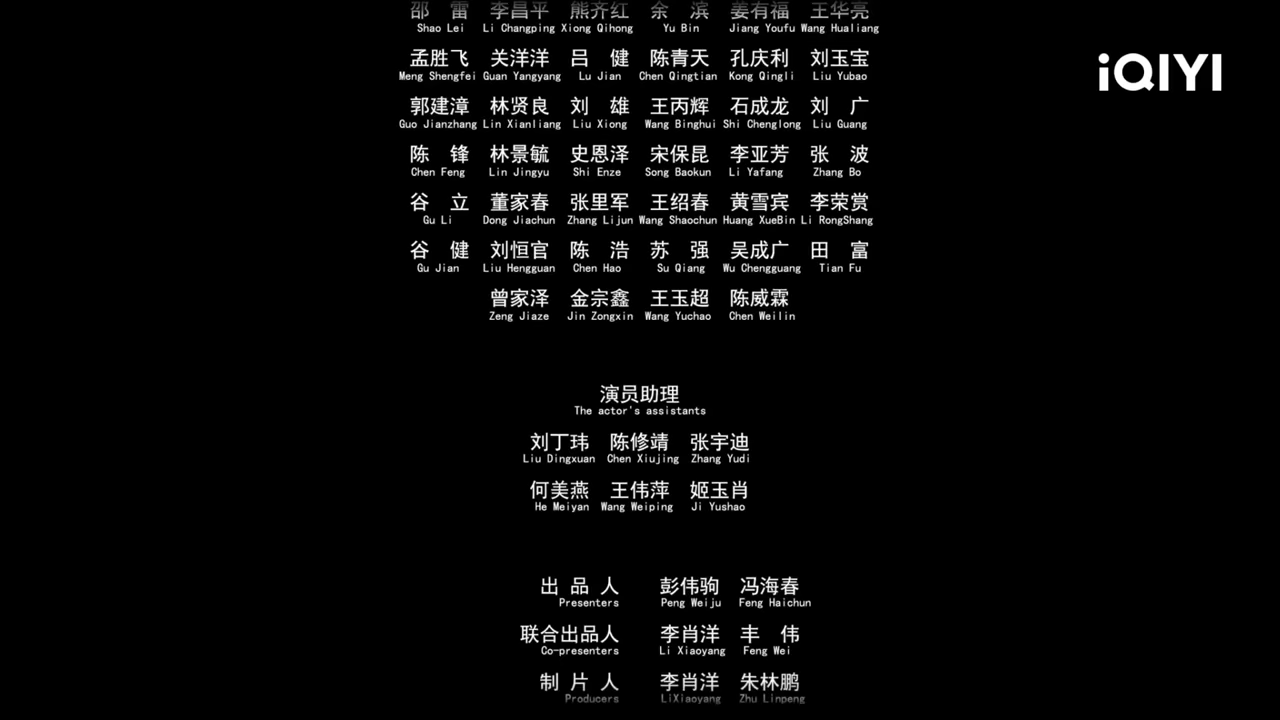 邵 雷 李昌平 熊齐红 余 滨 姜有福 王华亮
Shao Lei Li Changping Xiong Qihong Yu Bin Jiang Youfu Wang Hualiang
iQIYI
孟胜飞 关洋洋 吕 健 陈青天 孔庆利 刘玉宝
Meng Shengfei Guan Yangyang Lu Jian Chen Qingtian Kong Qingli Liu Yubao
郭建漳 林贤良 刘 雄 王丙辉 石成龙 刘 广
Guo Jianzhang Lin Xianliang Liu Xiong Wang Binghui Shi Chenglong Liu Guang
陈 锋 林景毓 史恩泽 宋保昆 李亚芳 张 波
Chen Feng Lin Jingyu Shi Enze Song Baokun Li Yafang Zhang Bo
谷 立 董家春 张里军 王绍春 黄雪宾 李荣赏
Gu Li Dong Jiachun Zhang Lijun Wang Shaochun Huang XueBin Li RongShang
谷 健 刘恒官 陈 浩 苏 强 吴成广 田 富
Gu Jian Liu Hengguan Chen Hao Su Qiang Wu Chengguang Tian Fu
曾家泽 金宗鑫 王玉超 陈威霖
Zeng Jiaze Jin Zongxin Wang Yuchao Chen Weilin
演员助理
The actor's assistants
刘丁玮 陈修靖 张宇迪
Liu Dingxuan Chen Xiujing Zhang Yudi
何美燕 王伟萍 姬玉肖
He Meiyan Wang Weiping Ji Yushao
出 品 人 彭伟驹 冯海春
Presenters Peng Weiju Feng Haichun
联合出品人 李肖洋 丰 伟
Co-presenters Li Xiaoyang Feng Wei
制 片 人 李肖洋 朱林鹏
Producers LiXiaoyang Zhu Linpeng